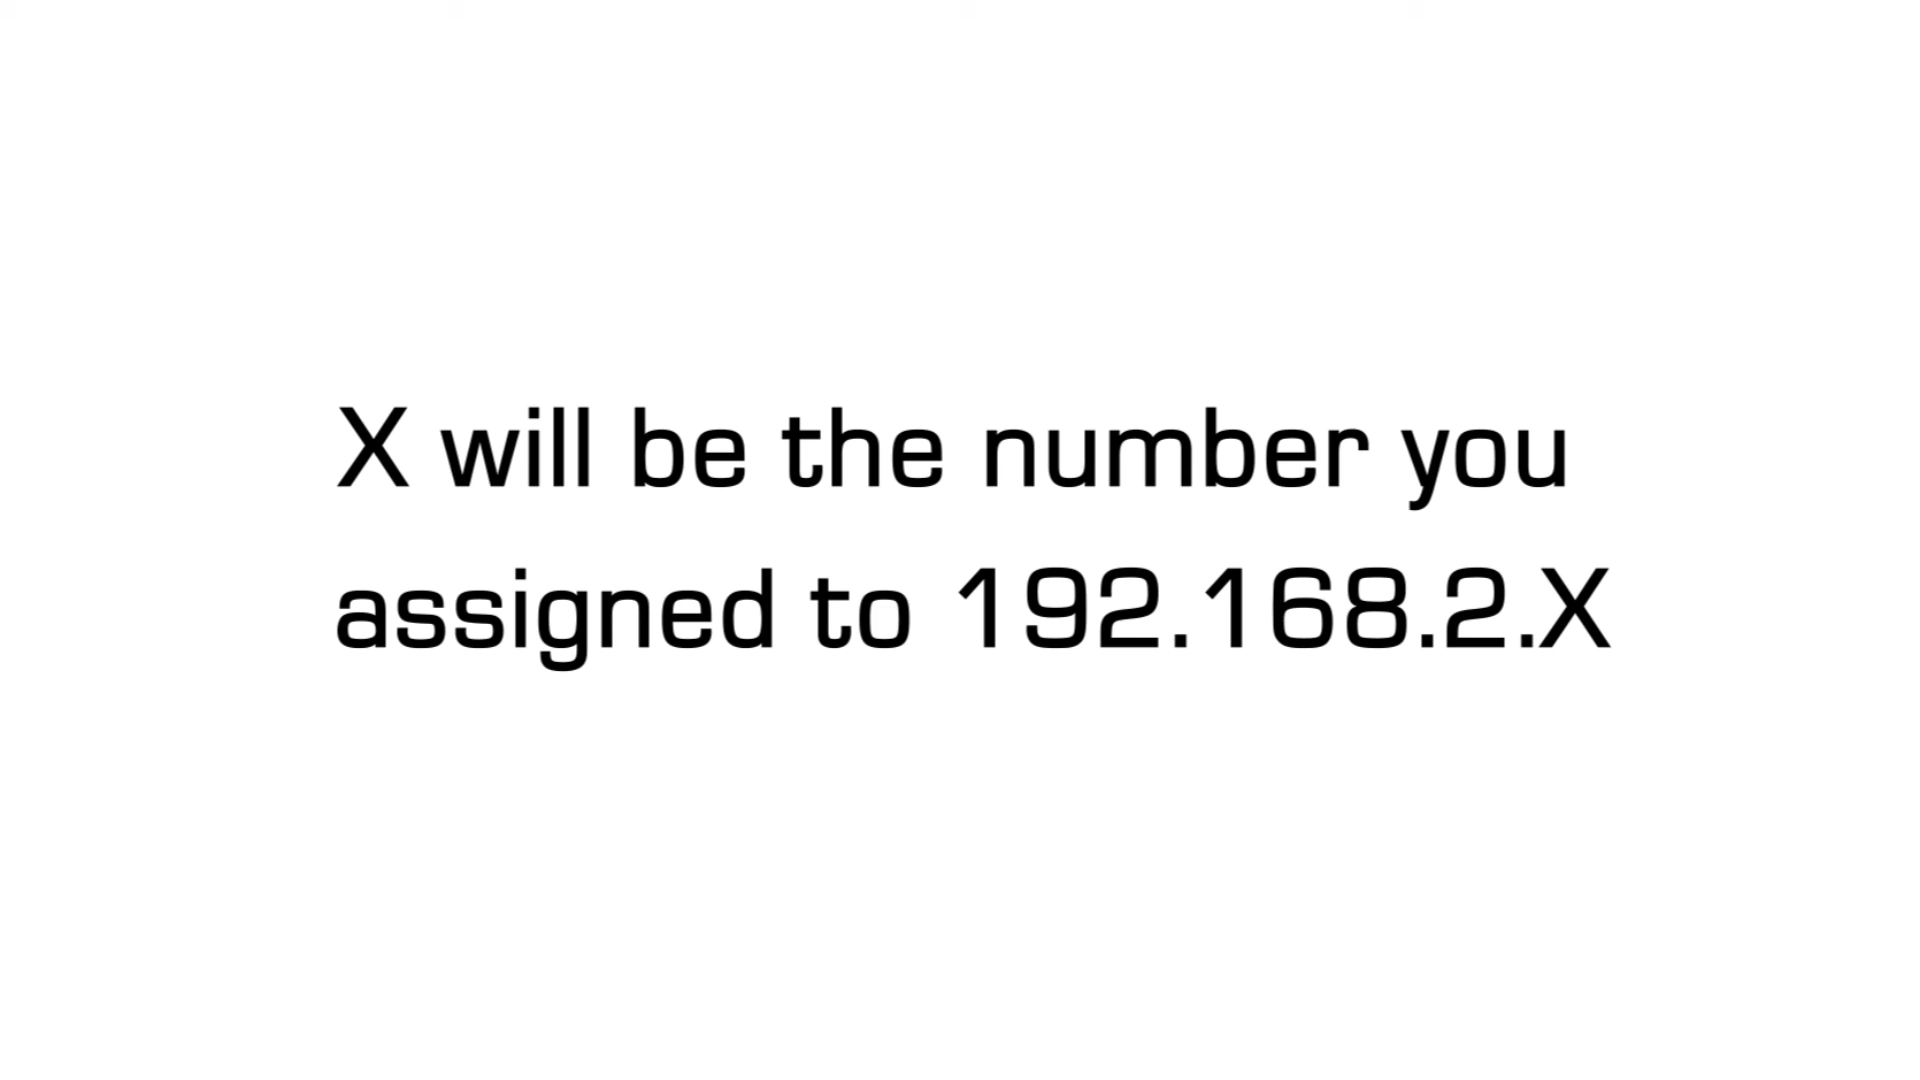 X will be the number you
assigned to 192.168.2.X